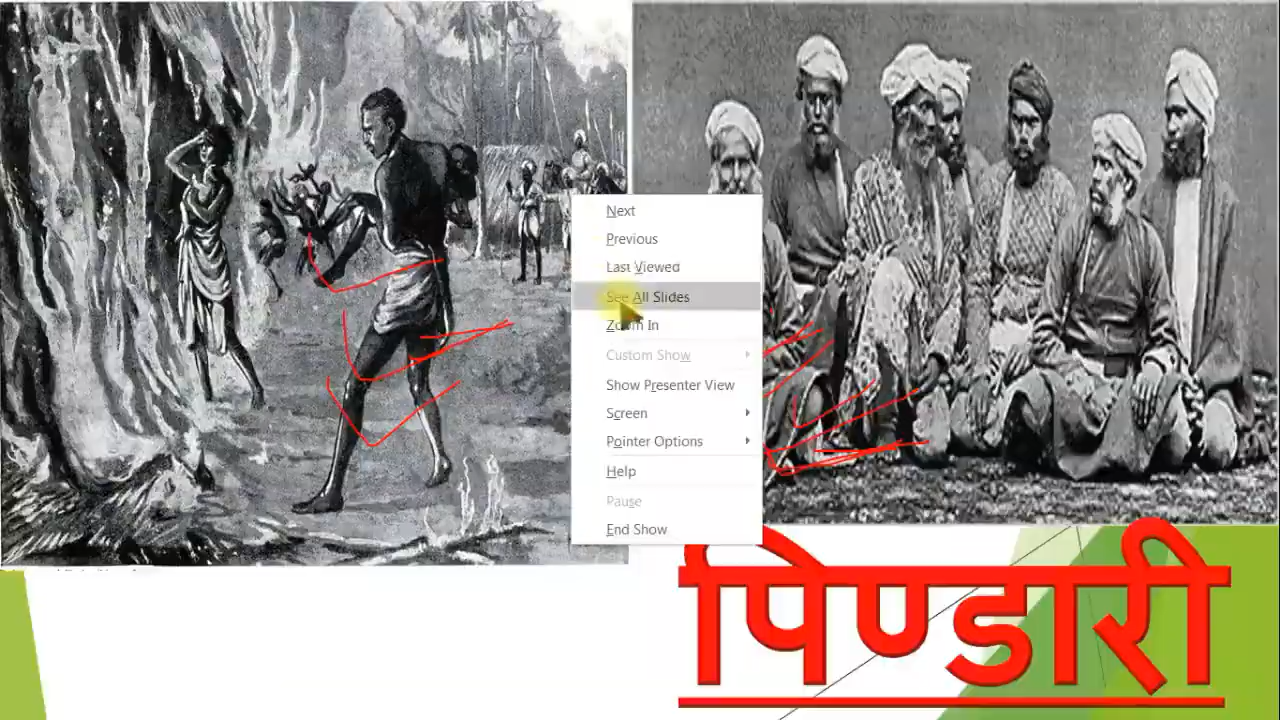 Next
Previous
Last Viewed
See All Slides
Zoom In
Custom Show
Show Presenter View
Screen
Pointer Options
Help
Pause
End Show
पिण्डारी